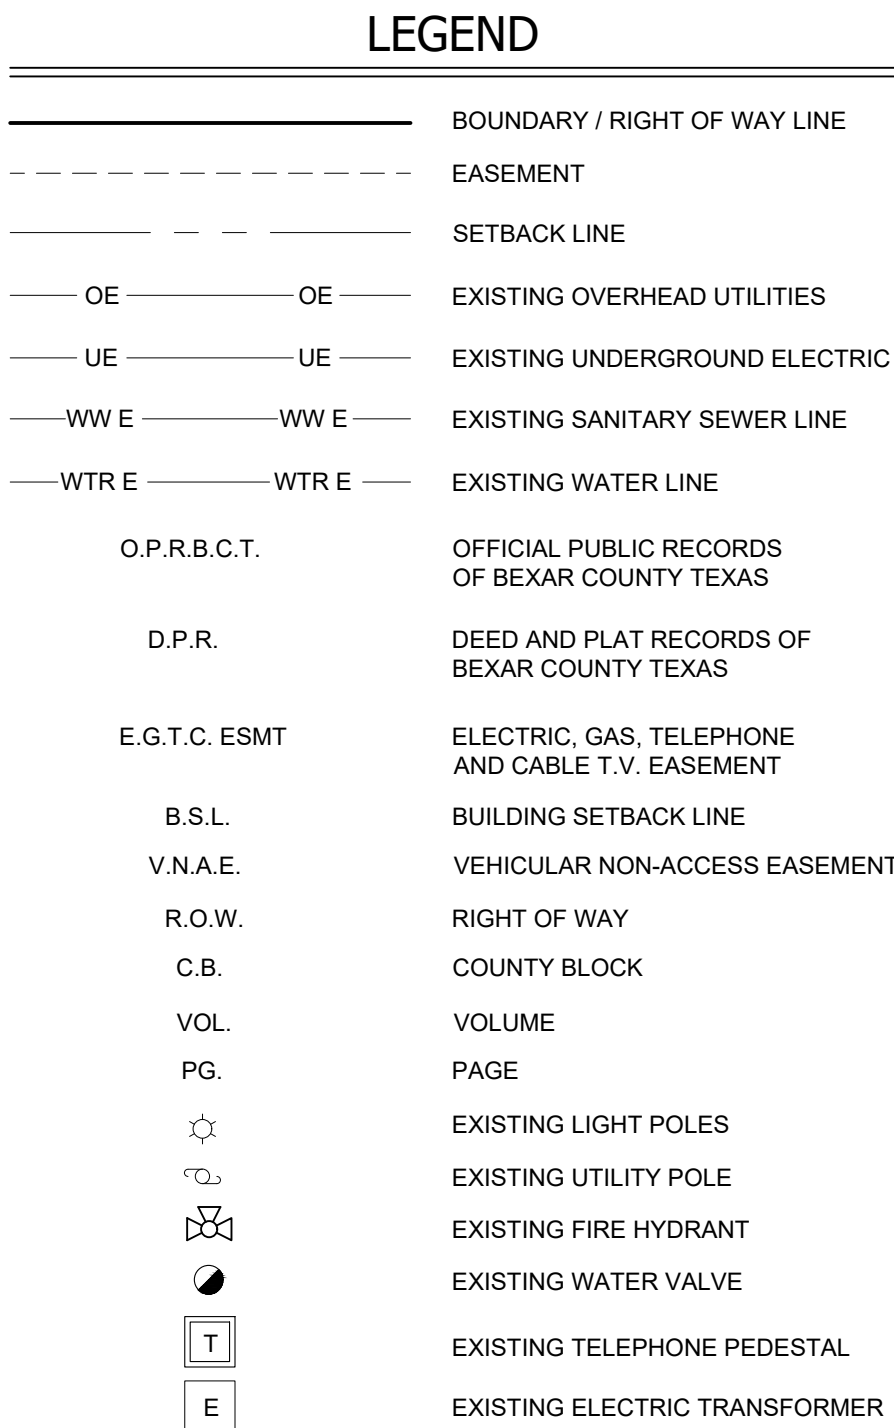 LEGEND
BOUNDARY / RIGHT OF WAY LINE
EASEMENT
SETBACK LINE
OE OE EXISTING OVERHEAD UTILITIES
UE UE EXISTING UNDERGROUND ELECTRIC
WW E WW E EXISTING SANITARY SEWER LINE
WTR E WTR E EXISTING WATER LINE
O.P.R.B.C.T. OFFICIAL PUBLIC RECORDS
OF BEXAR COUNTY TEXAS
D.P.R. DEED AND PLAT RECORDS OF
BEXAR COUNTY TEXAS
E.G.T.C. ESMT ELECTRIC, GAS, TELEPHONE
AND CABLE T.V. EASEMENT
B.S.L. BUILDING SETBACK LINE
V.N.A.E. VEHICULAR NON-ACCESS EASEMENT
R.O.W. RIGHT OF WAY
C.B. COUNTY BLOCK
VOL. VOLUME
PG. PAGE
EXISTING LIGHT POLES
EXISTING UTILITY POLE
EXISTING FIRE HYDRANT
EXISTING WATER VALVE
T EXISTING TELEPHONE PEDESTAL
E EXISTING ELECTRIC TRANSFORMER